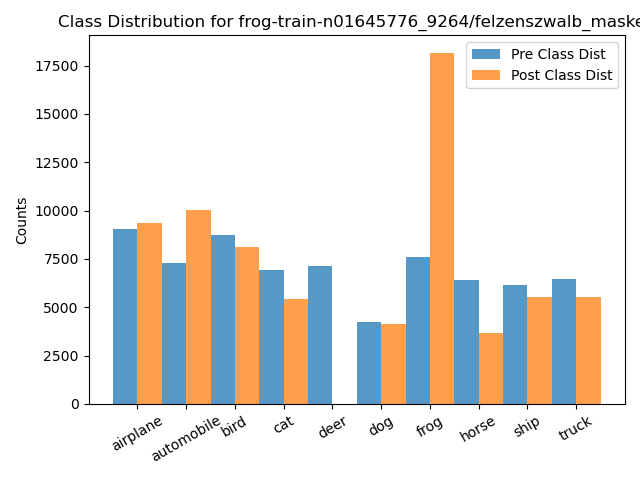 Class Distribution for frog-train-n01645776_9264/felzenszwalb_maske
Pre Class Dist
Post Class Dist
17500
15000
12500
10000
7500
5000
2500
0
Counts
airplane
automobile
bird
cat
deer
dog
frog
horse
ship
truck